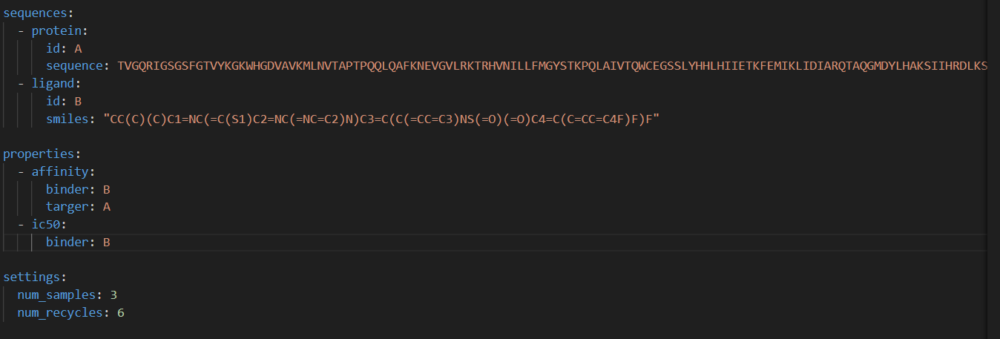 sequences:
  - protein:
      id: A
      sequence: TVGQRIGSGSFGTVYKGKWHGDVAVKMLNVTAPTPQQLQAFKNEVGVLRKTRHVNILLFMGYSTKPQLAIVTQWCEGSSLYHHLHIIETKFEMIKLIDIARQTAQGMDYLHAKSIIHRDLKS
  - ligand:
      id: B
      smiles: "CC(C)(C)C1=NC(=C(S1)C2=NC(=NC=C2)N)C3=C(C(=CC=C3)NS(=O)(=O)C4=C(C=CC=C4F)F)F"
properties:
  - affinity:
      binder: B
      targer: A
  - ic50:
      binder: B
settings:
  num_samples: 3
  num_recycles: 6